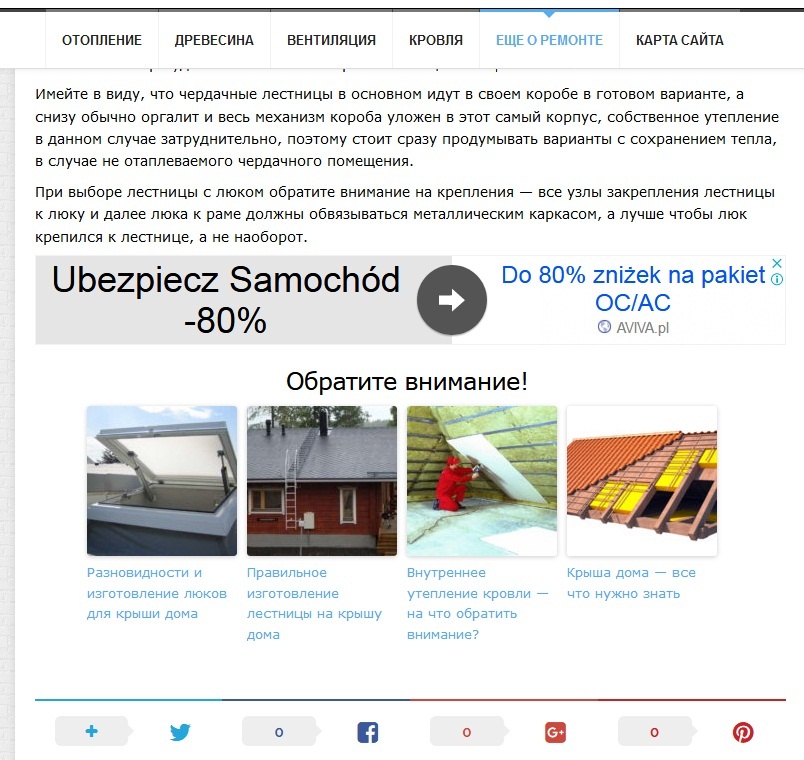 ОТОПЛЕНИЕ ДРЕВЕСИНА ВЕНТИЛЯЦИЯ КРОВЛЯ ЕЩЕ О РЕМОНТЕ КАРТА САЙТА
Имейте в виду, что чердачные лестницы в основном идут в своем коробе в готовом варианте, а
снизу обычно оргалит и весь механизм короба уложен в этот самый корпус, собственное утепление
в данном случае затруднительно, поэтому стоит сразу продумывать варианты с сохранением тепла,
в случае не отаплеваемого чердачного помещения.
При выборе лестницы с люком обратите внимание на крепления — все узлы закрепления лестницы
к люку и далее люка к раме должны обвязываться металлическим каркасом, а лучше чтобы люк
крепился к лестнице, а не наоборот.
Ubezpiecz Samochód
-80%
Do 80% zniżek na pakiet
OC/AC
AVIVA.pl
Обратите внимание!
Разновидности и
изготовление люков
для крыши дома
Правильное
изготовление
лестницы на крышу
дома
Внутреннее
утепление кровли —
на что обратить
внимание?
Крыша дома — все
что нужно знать
+ 0 0 0